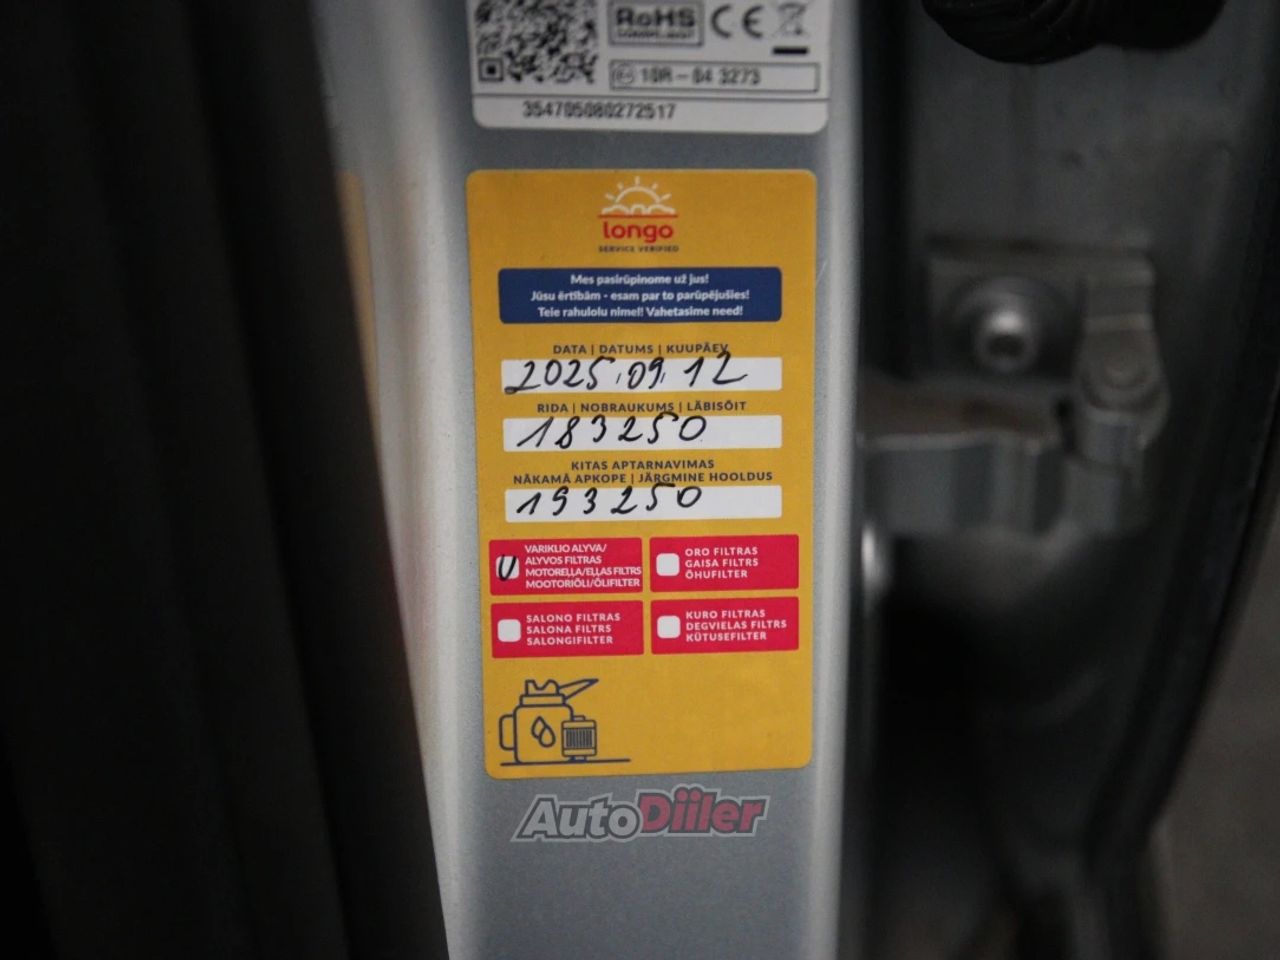 RoHS
COMPLIANT
CE
10R - 04 3273
354705080272517
longo
SERVICE VERIFIED
Mes pasirūpinome už jus!
Jūsu ērtībām - esam par to parūpējušies!
Teie rahulolu nimel! Vahetasime need!
DATA | DATUMS | KUUPÄEV
2025.09.12
RIDA | NOBRAUKUMS | LÄBISÕIT
183250
KITAS APTARNAVIMAS
NĀKAMĀ APKOPE | JÄRGMINE HOOLDUS
193250
VARIKLIO ALYVA/
ALYVOS FILTRAS
MOTOREĻĻA/EĻĻAS FILTRS
MOOTORIÕLI/ÕLIFILTER
ORO FILTRAS
GAISA FILTRS
ÕHUFILTER
SALONO FILTRAS
SALONA FILTRS
SALONGIFILTER
KURO FILTRAS
DEGVIELAS FILTRS
KÜTUSEFILTER
AutoDiiler